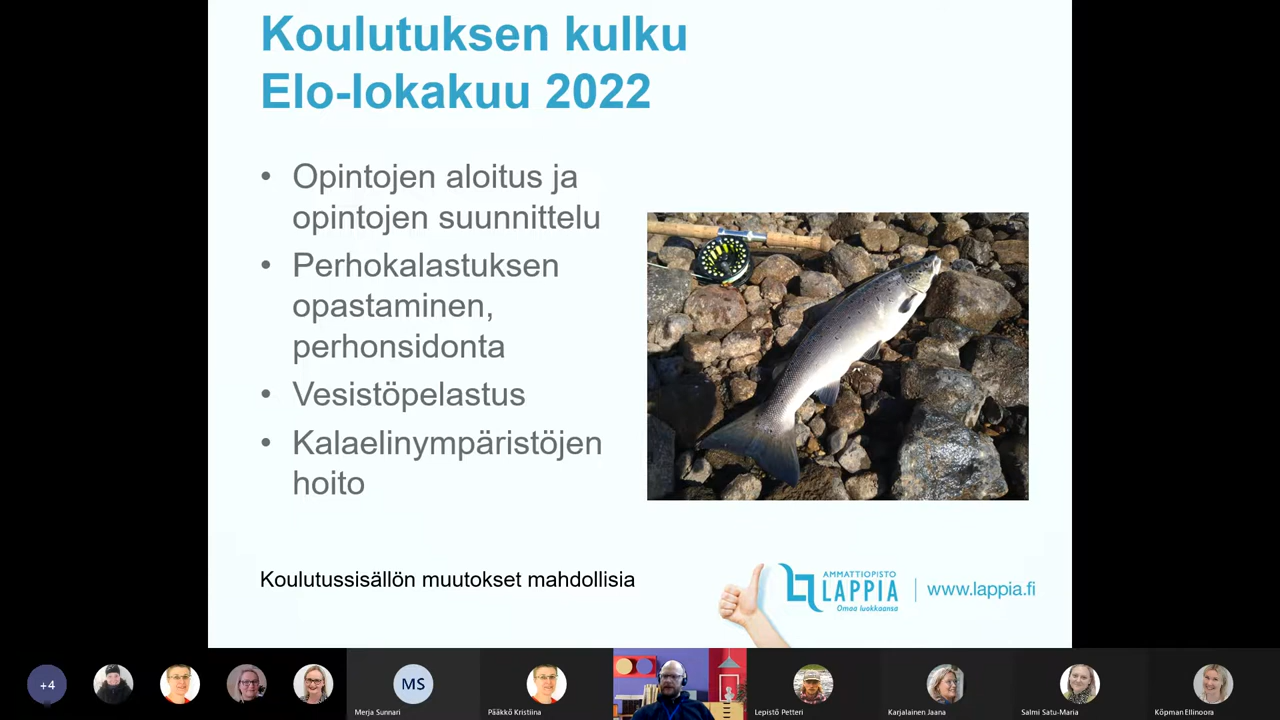 Koulutuksen kulku
Elo-lokakuu 2022
• Opintojen aloitus ja
opintojen suunnittelu
• Perhokalastuksen
opastaminen,
perhonsidonta
• Vesistöpelastus
• Kalaelinympäristöjen
hoito
Koulutussisällön muutokset mahdollisia
AMMATTIOPISTO
LAPPIA
Omaa luokkaansa
www.lappia.fi
+4
MS
Merja Sunnari
Pääkkö Kristiina
Lepistö Petteri
Karjalainen Jaana
Salmi Satu-Maria
Köpman Ellinoora